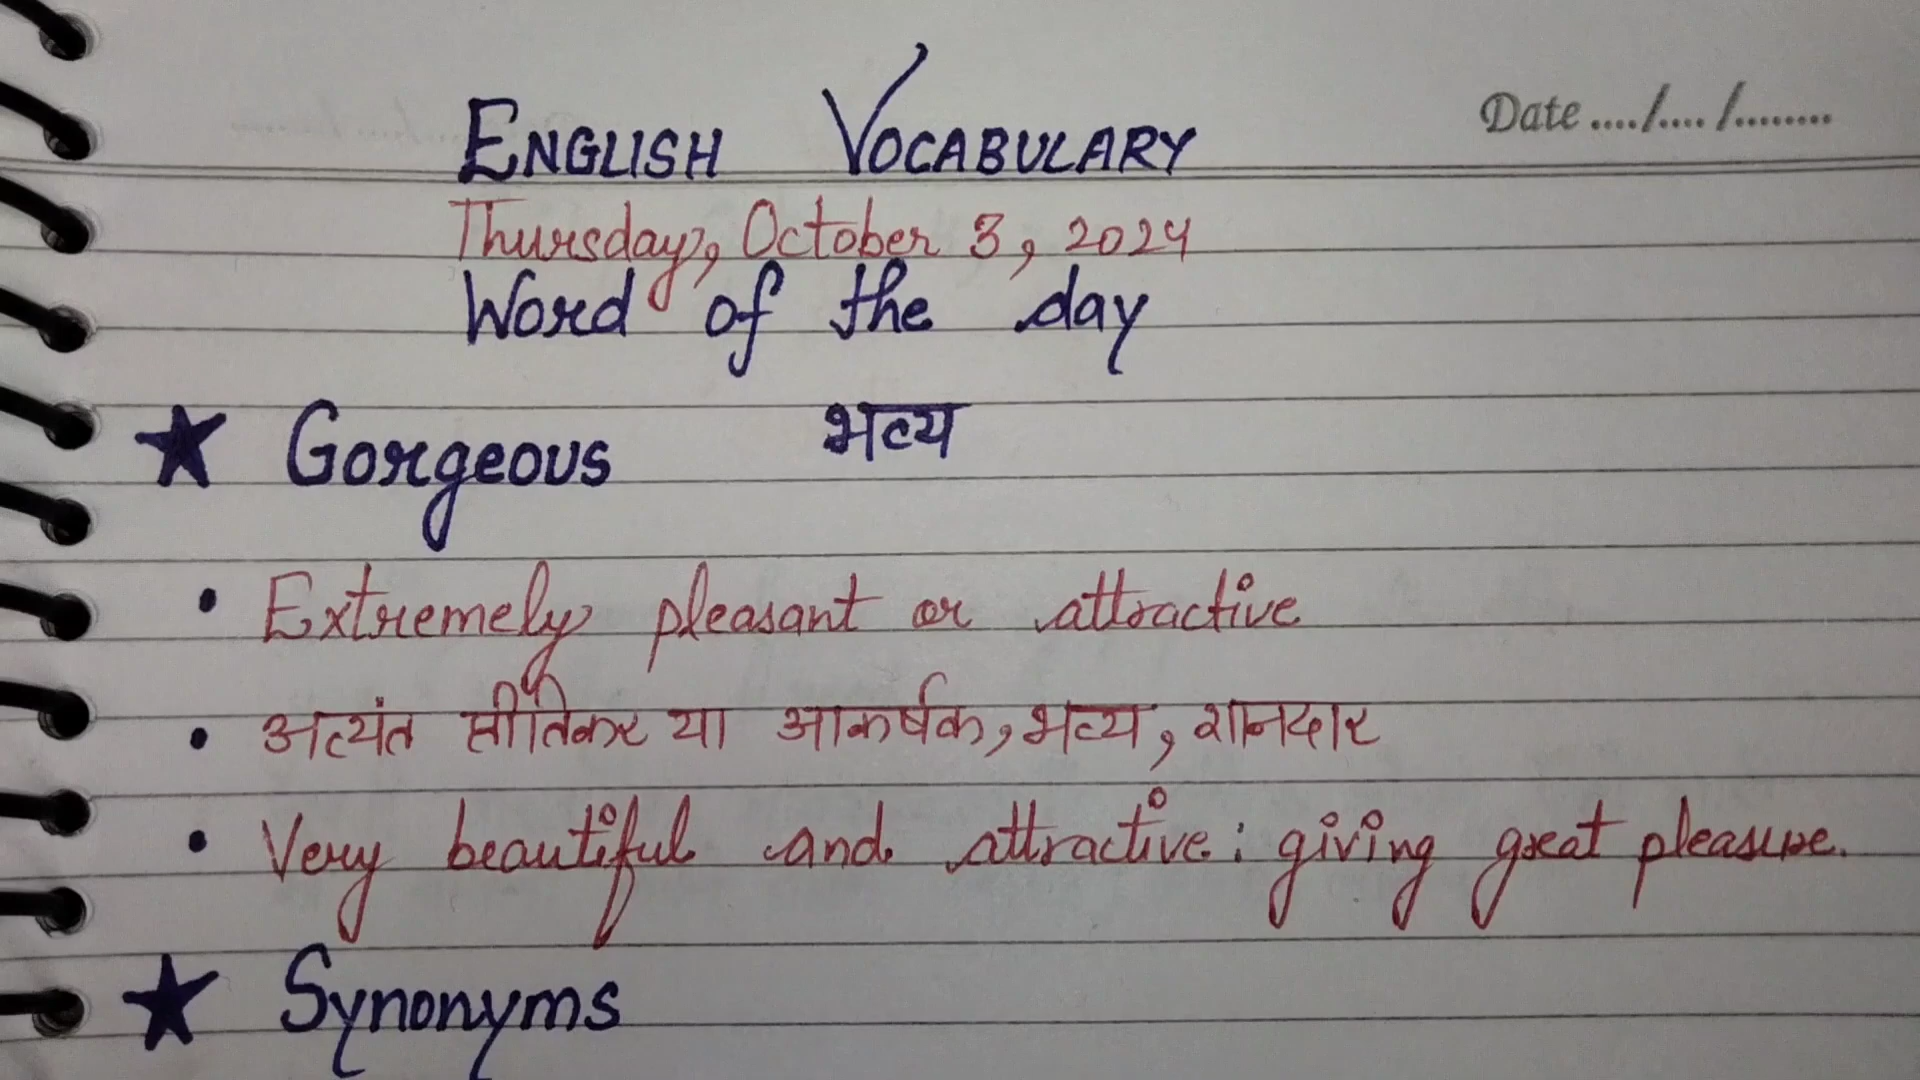 Date ..../..../........
ENGLISH VOCABULARY
Thursday, October 3, 2024
Word of the day
★ Gorgeous भव्य
• Extremely pleasant or attractive
• अत्यंत प्रीतिकर या आकर्षक, भव्य, शानदार
• Very beautiful and attractive: giving great pleasure.
★ Synonyms